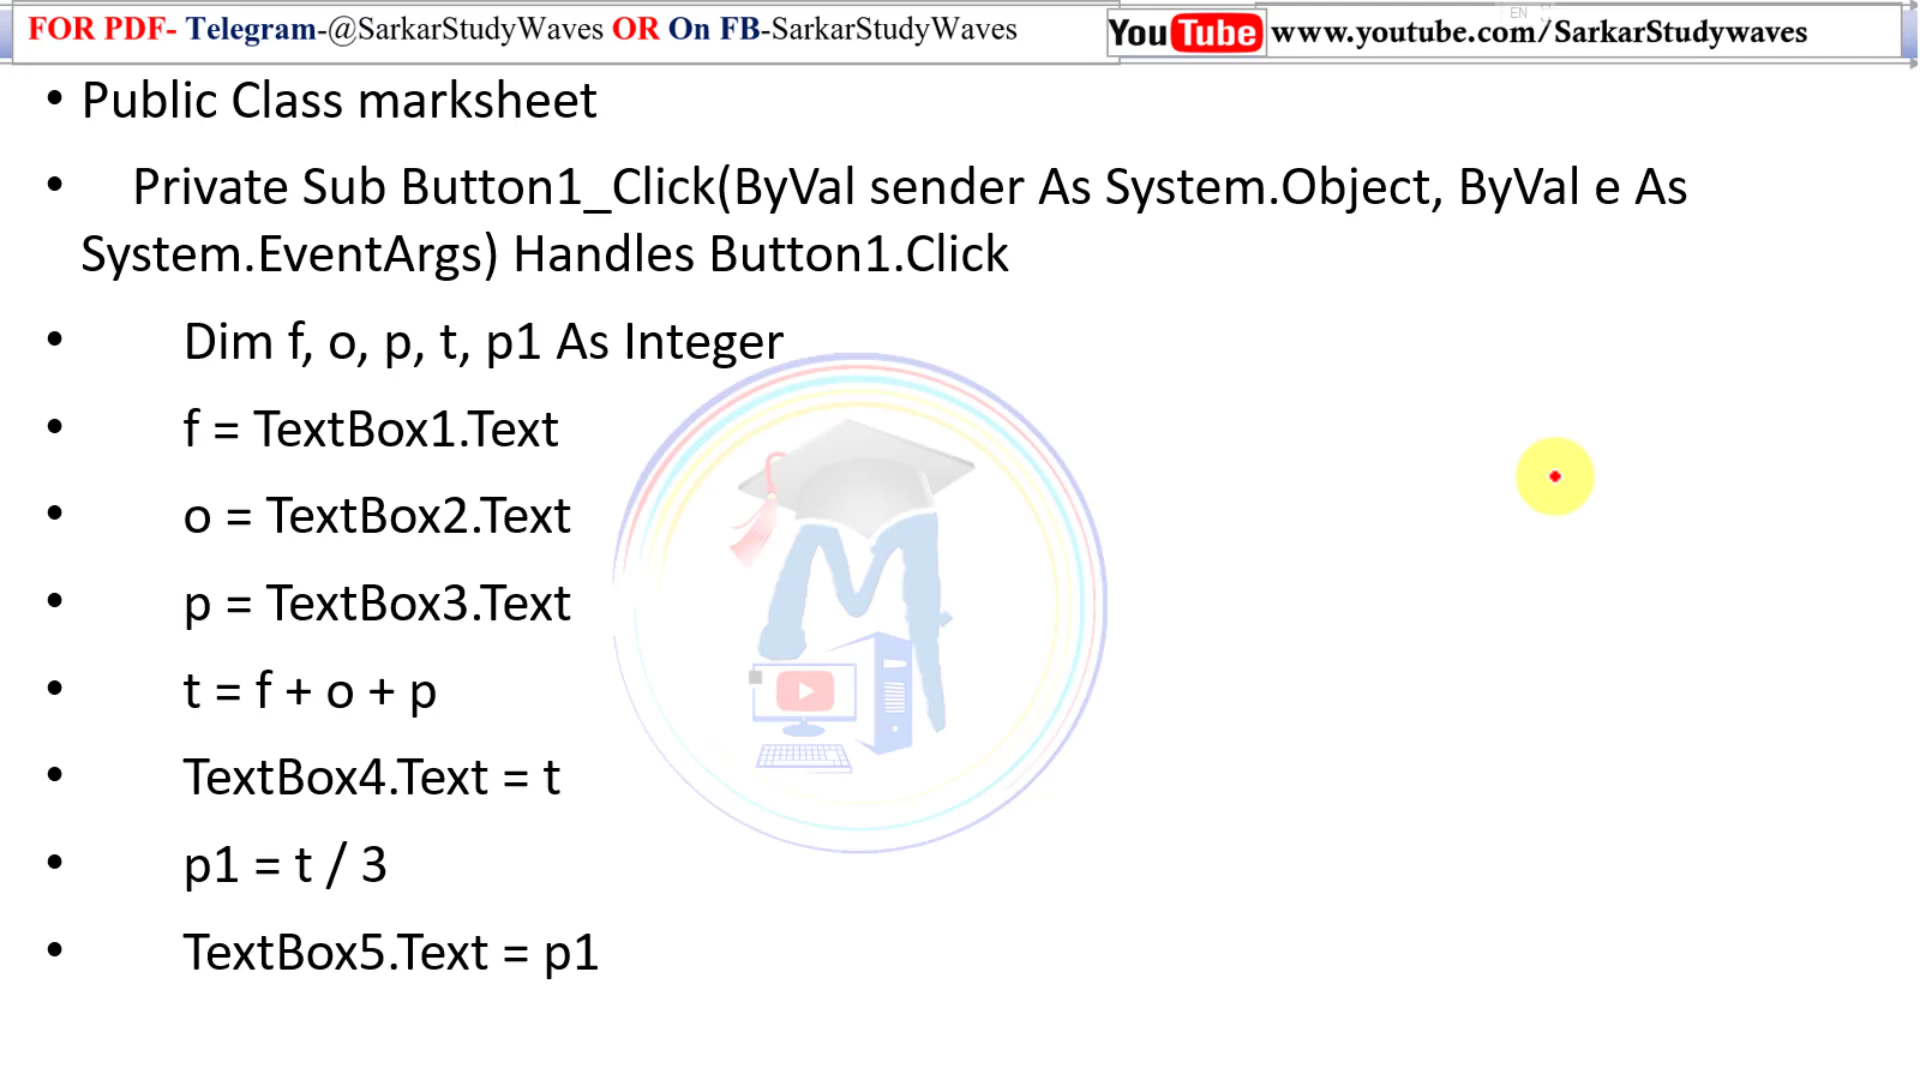 FOR PDF- Telegram-@SarkarStudyWaves OR On FB-SarkarStudyWaves
YouTube www.youtube.com/SarkarStudywaves
EN
• Public Class marksheet
• Private Sub Button1_Click(ByVal sender As System.Object, ByVal e As
System.EventArgs) Handles Button1.Click
• Dim f, o, p, t, p1 As Integer
• f = TextBox1.Text
• o = TextBox2.Text
• p = TextBox3.Text
• t = f + o + p
• TextBox4.Text = t
• p1 = t / 3
• TextBox5.Text = p1